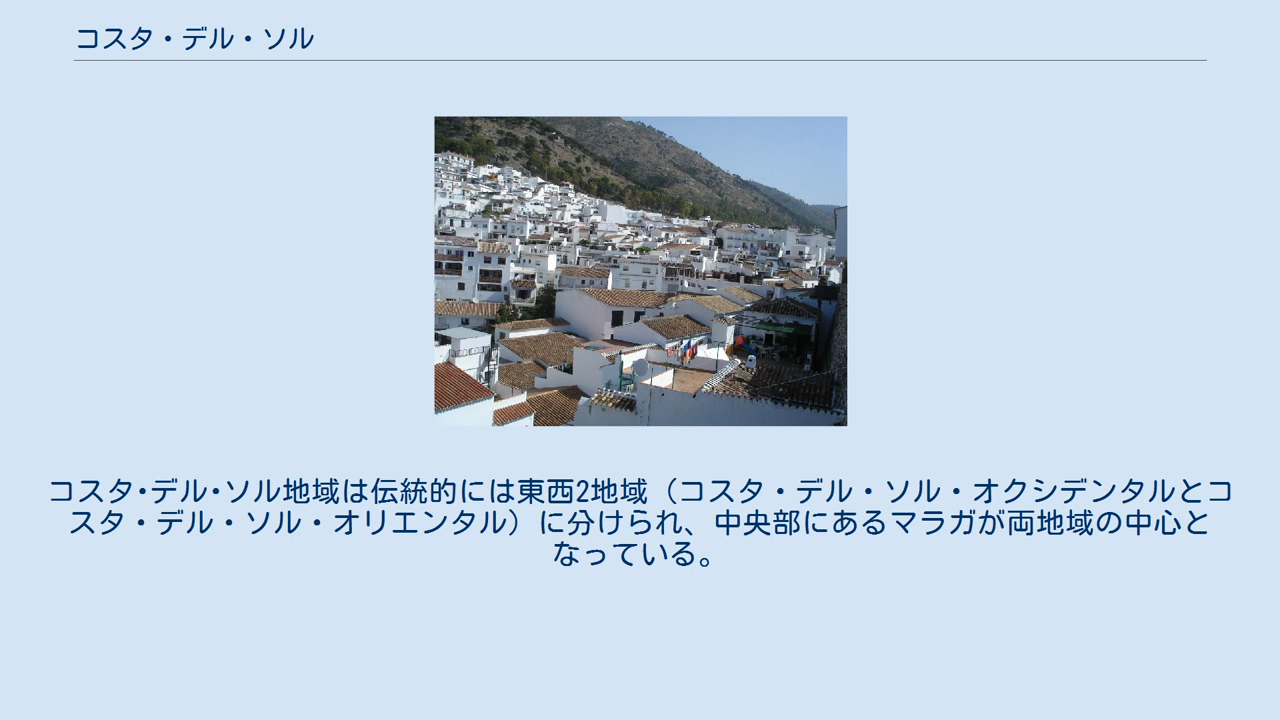 コスタ・デル・ソル
コスタ･デル･ソル地域は伝統的には東西2地域（コスタ・デル・ソル・オクシデンタルとコ
スタ・デル・ソル・オリエンタル）に分けられ、中央部にあるマラガが両地域の中心と
なっている。